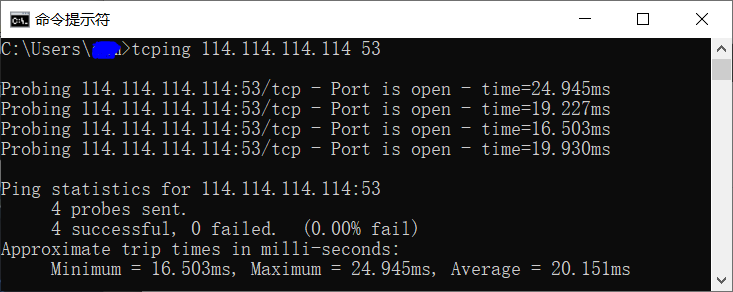 命令提示符
C:\Users\>tcping 114.114.114.114 53
Probing 114.114.114.114:53/tcp - Port is open - time=24.945ms
Probing 114.114.114.114:53/tcp - Port is open - time=19.227ms
Probing 114.114.114.114:53/tcp - Port is open - time=16.503ms
Probing 114.114.114.114:53/tcp - Port is open - time=19.930ms
Ping statistics for 114.114.114.114:53
4 probes sent.
4 successful, 0 failed.  (0.00% fail)
Approximate trip times in milli-seconds:
Minimum = 16.503ms, Maximum = 24.945ms, Average = 20.151ms